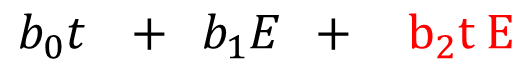 b₀t + b₁E + b₂t E